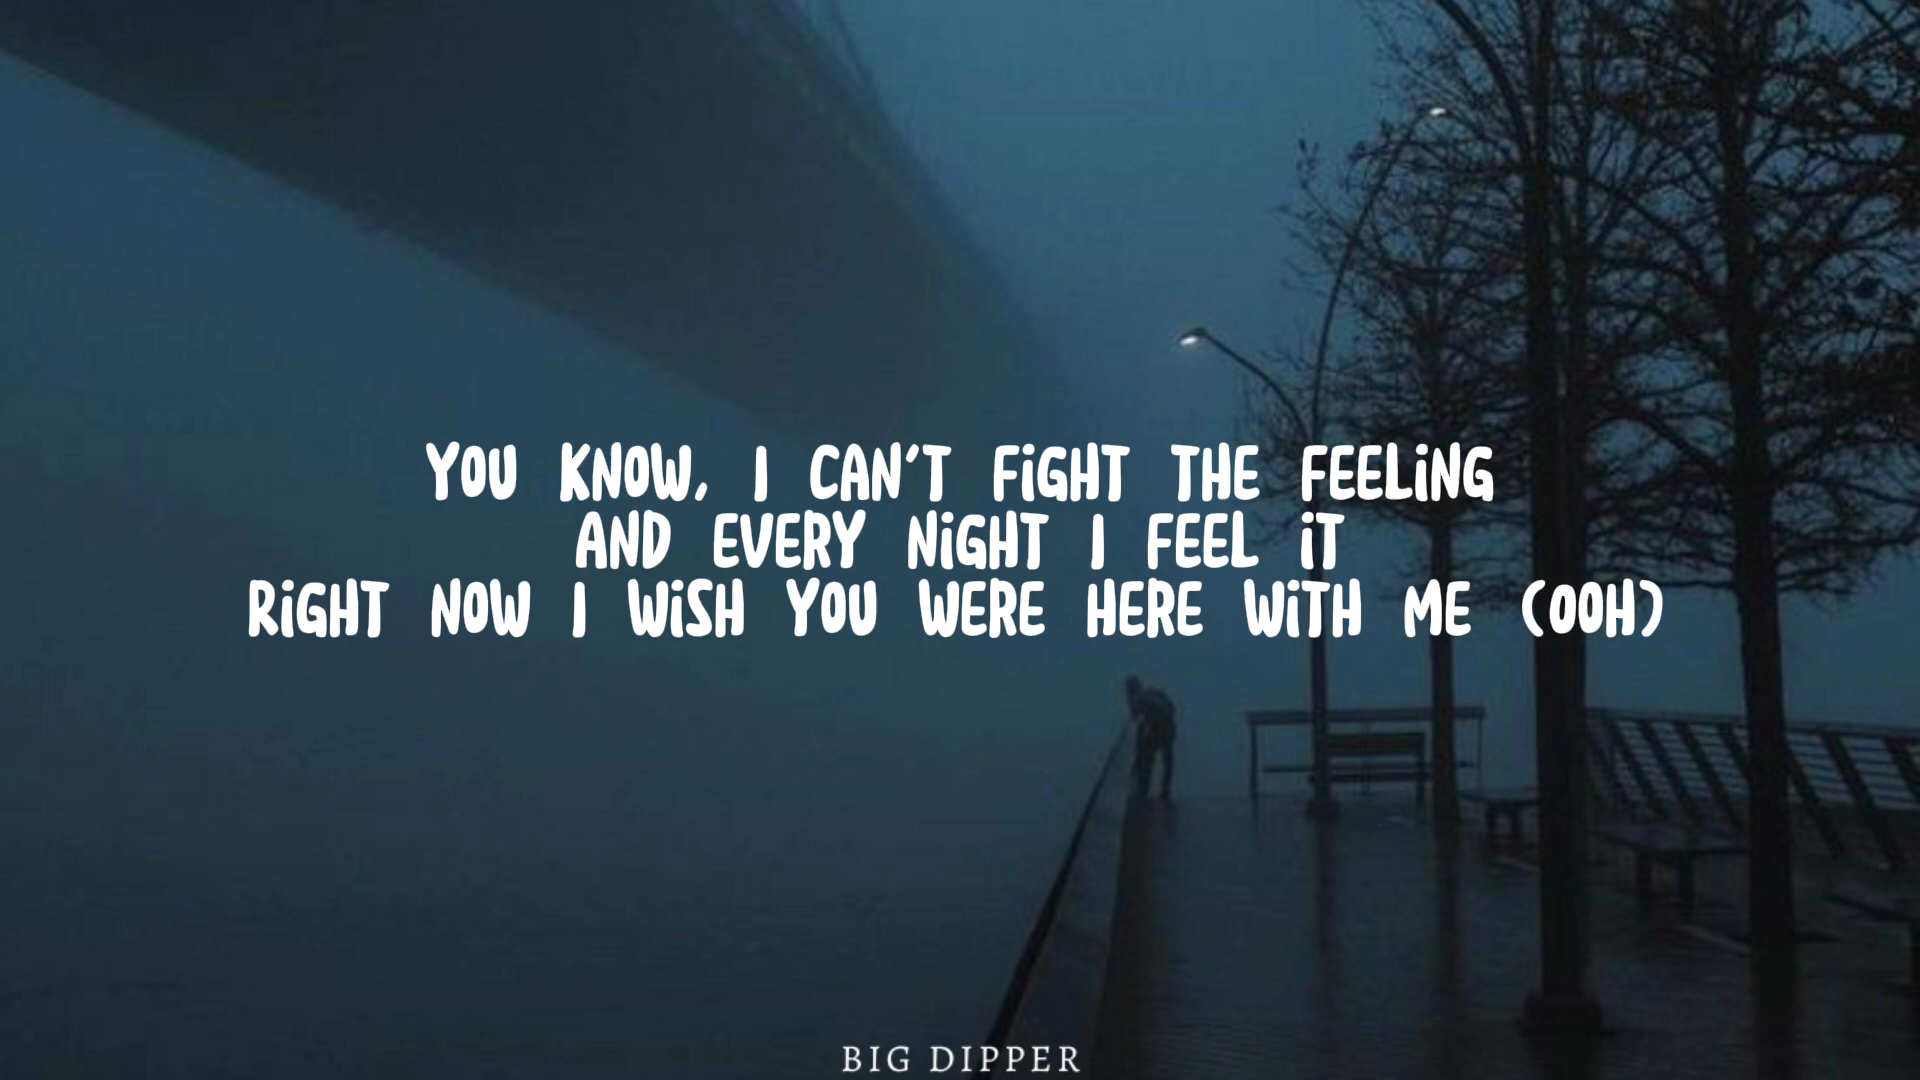 YOU KNOW, I CAN'T FiGHT THE FEELiNG
AND EVERY NiGHT I FEEL iT
RiGHT NOW I WiSH YOU WERE HERE WiTH ME (OOH)
BIG DIPPER